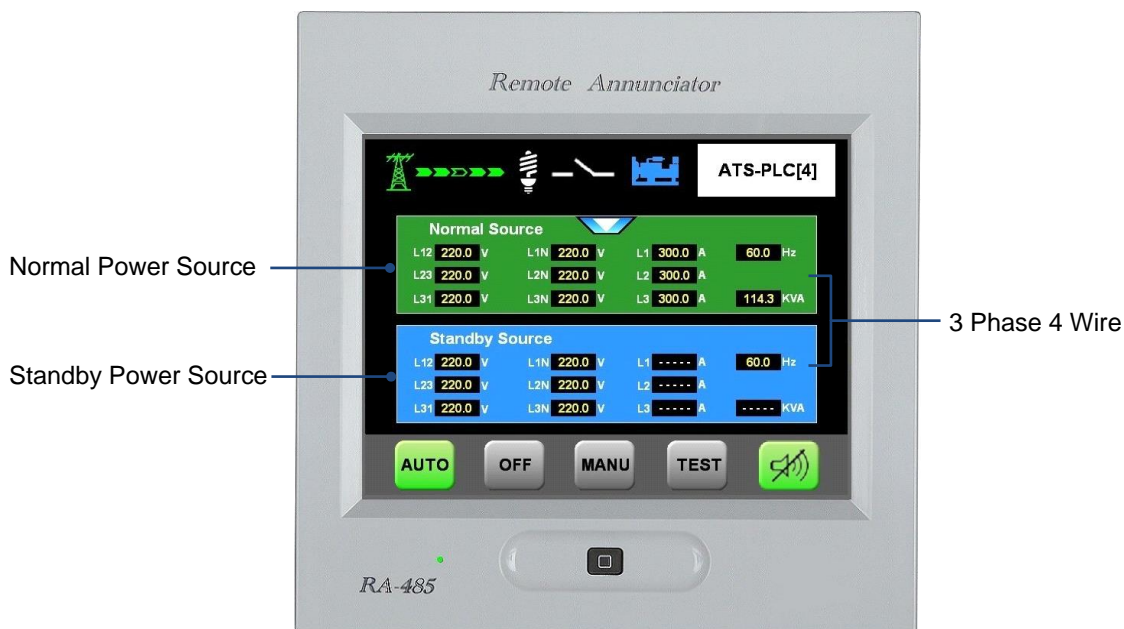 Remote Annunciator
ATS-PLC[4]
Normal Source
L12 220.0 V L1N 220.0 V L1 300.0 A 60.0 Hz
L23 220.0 V L2N 220.0 V L2 300.0 A
L31 220.0 V L3N 220.0 V L3 300.0 A 114.3 KVA
Normal Power Source
3 Phase 4 Wire
Standby Source
L12 220.0 V L1N 220.0 V L1 ----- A 60.0 Hz
L23 220.0 V L2N 220.0 V L2 ----- A
L31 220.0 V L3N 220.0 V L3 ----- A ----- KVA
Standby Power Source
AUTO OFF MANU TEST
RA-485